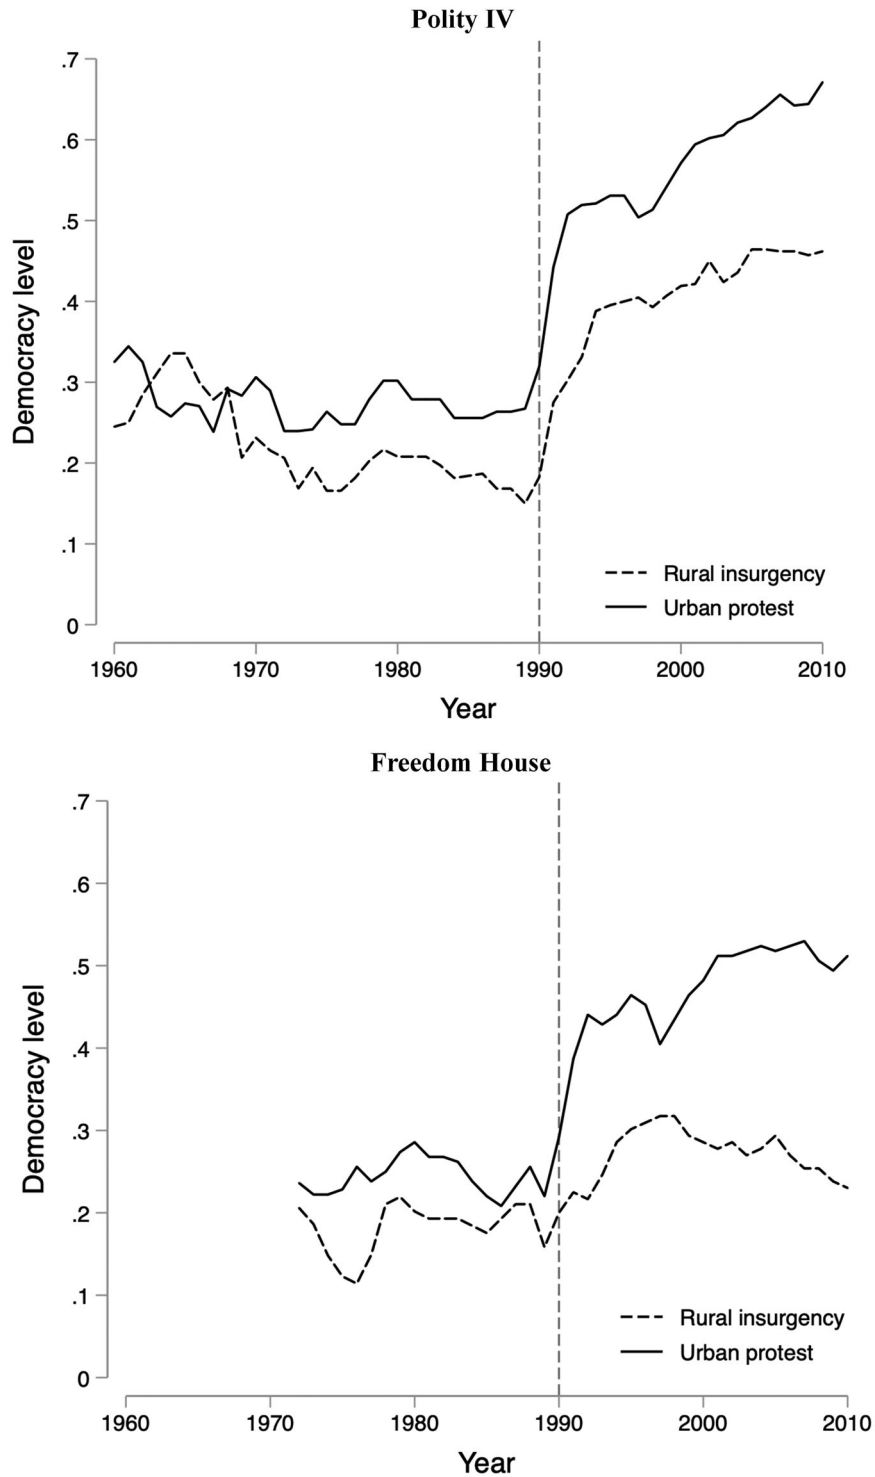 Polity IV
.7
.6
.5
.4
.3
.2
.1
0
Democracy level
Rural insurgency
Urban protest
1960 1970 1980 1990 2000 2010
Year
Freedom House
.7
.6
.5
.4
.3
.2
.1
0
Democracy level
Rural insurgency
Urban protest
1960 1970 1980 1990 2000 2010
Year